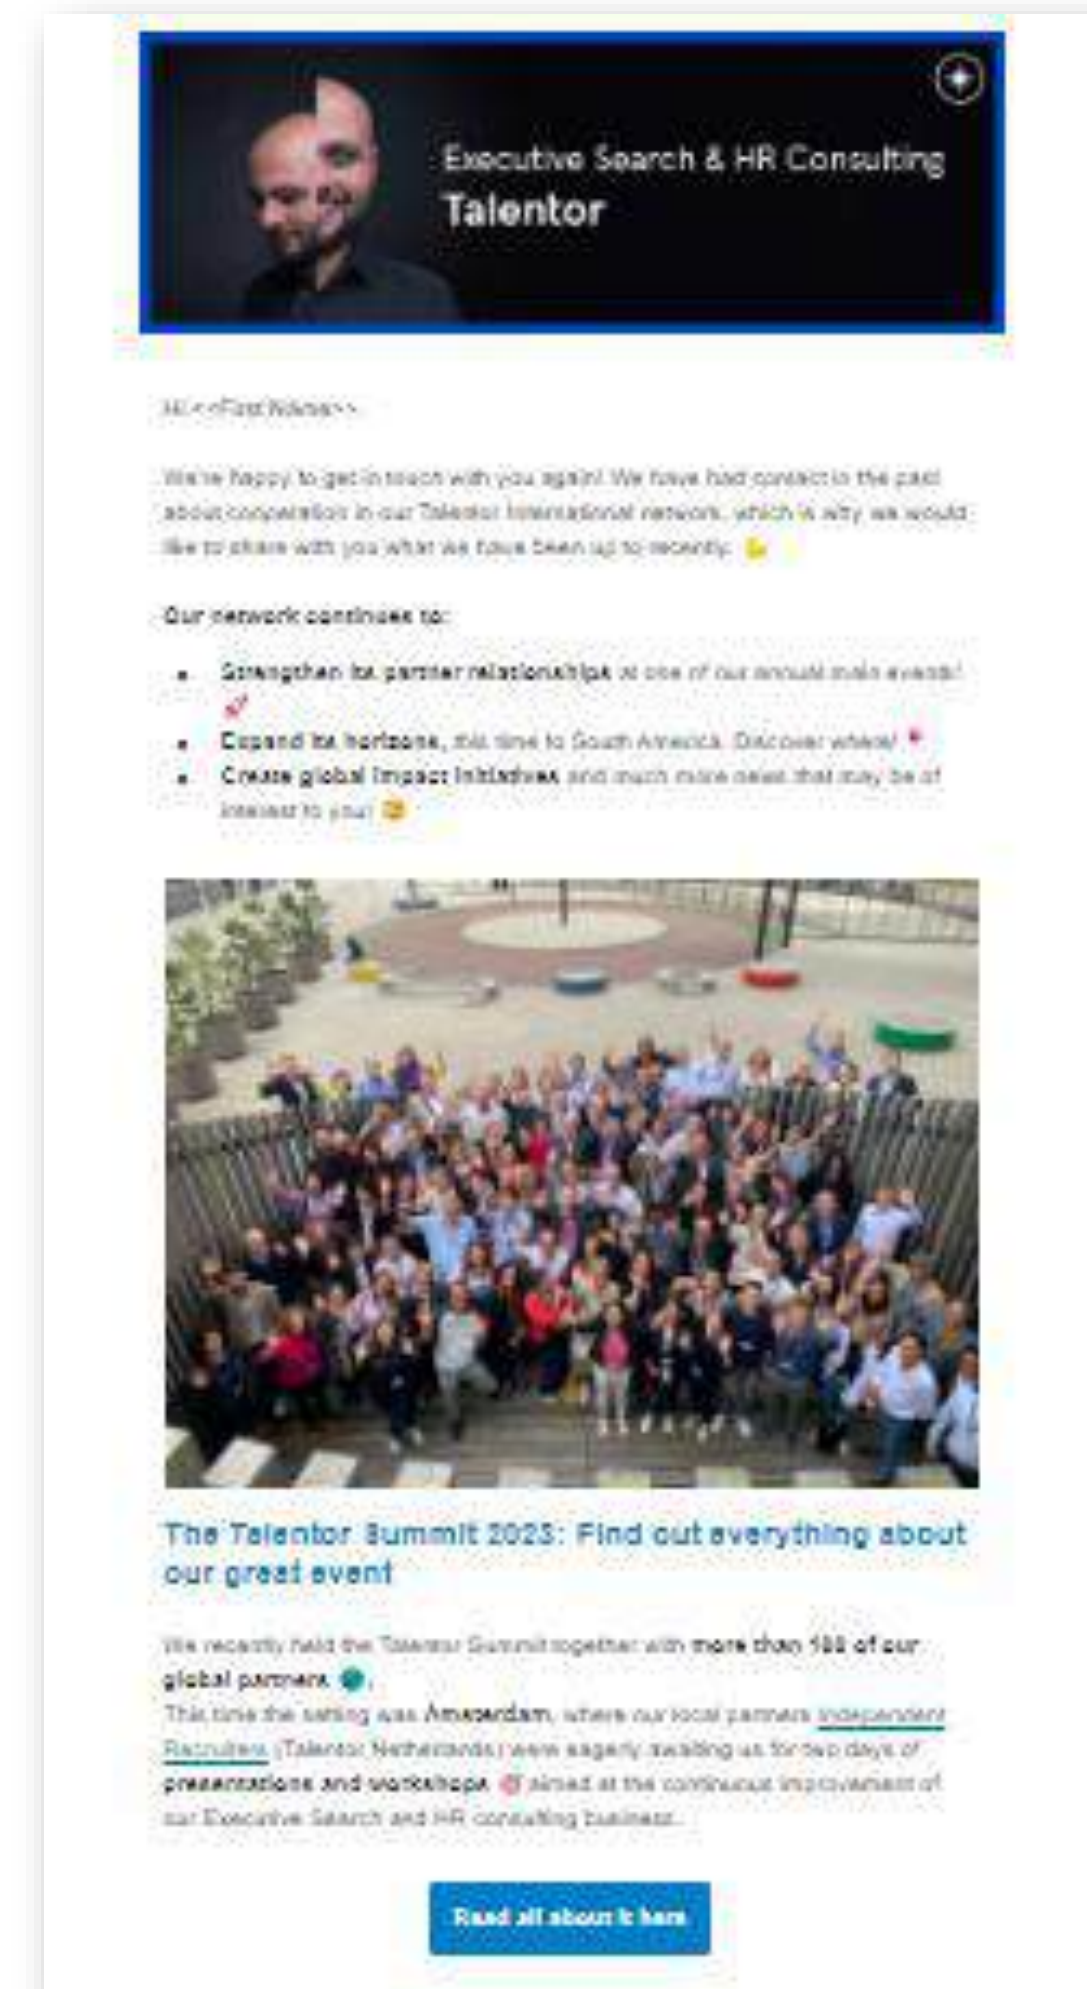 Executive Search & HR Consulting
Talentor
Hi <<First Name>>,
We're happy to get in touch with you again! We have had contact in the past
about cooperation in our Talentor International network, which is why we would
like to share with you what we have been up to recently. 💪
Our network continues to:
• Strengthen its partner relationships at one of our annual main events!
🚀
• Expand its horizons, this time to South America. Discover where! 📍
• Create global impact initiatives and much more news that may be of
interest to you!
The Talentor Summit 2023: Find out everything about
our great event
We recently held the Talentor Summit together with more than of our
global partners
This time the setting was Amsterdam, where our local partners Independent
Recruiters (Talentor Netherlands) were eagerly awaiting us for two days of
presentations and workshops 🎯 aimed at the continuous improvement of
our Executive Search and HR consulting business.
Read all about it here